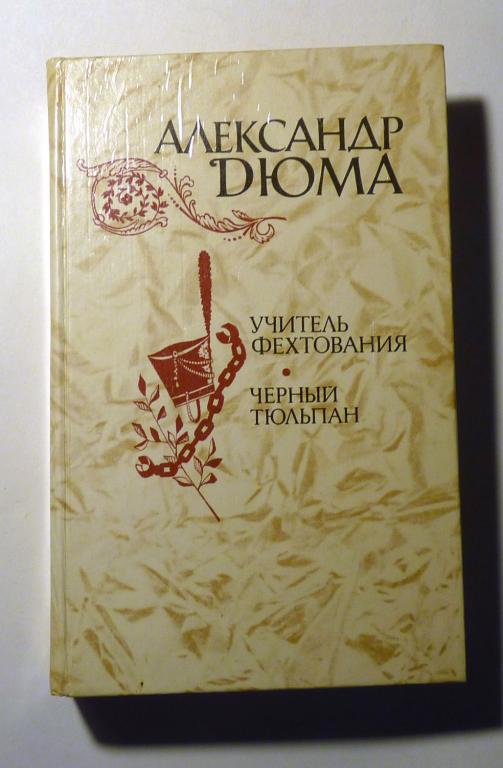 АЛЕКСАНДР
ДЮМА
УЧИТЕЛЬ
ФЕХТОВАНИЯ
•
ЧЕРНЫЙ
ТЮЛЬПАН